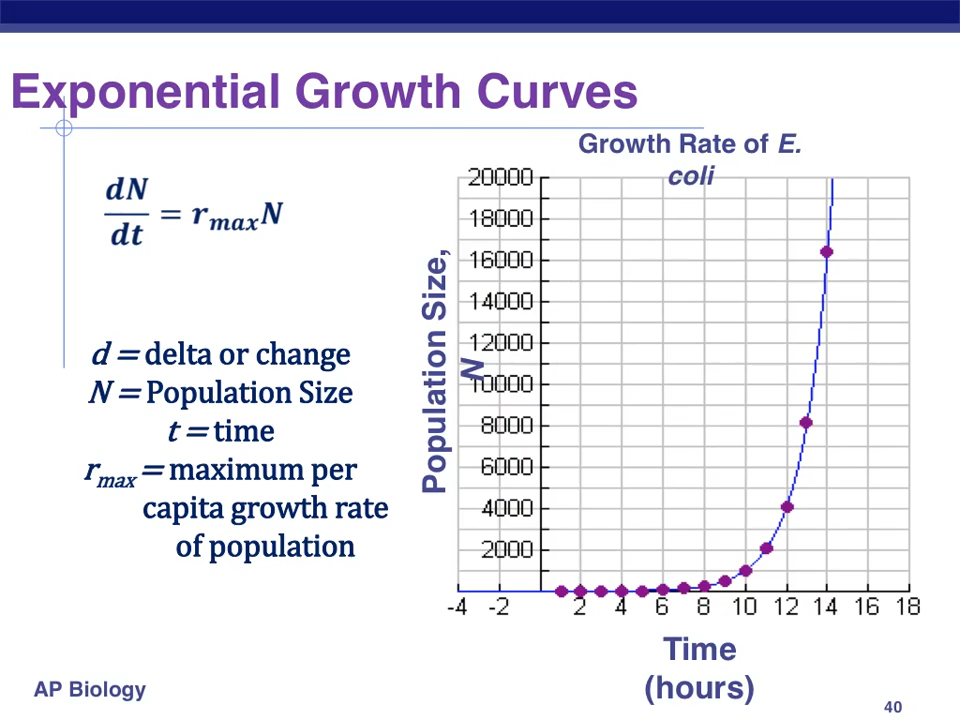 Exponential Growth Curves
dN
dt
= r_max N
d = delta or change
N = Population Size
t = time
r_max = maximum per
capita growth rate
of population
Growth Rate of E.
coli
Population Size,
N
20000
18000
16000
14000
12000
10000
8000
6000
4000
2000
-4 -2 2 4 6 8 10 12 14 16 18
Time
(hours)
AP Biology
40